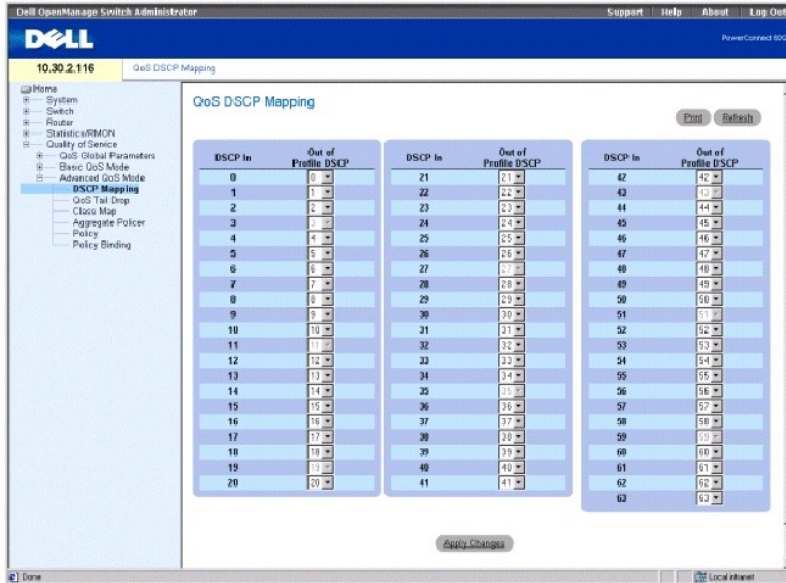 Dell OpenManage Switch Administrator
Support Help About Log Out
DELL
PowerConnect
10.30.2.116
QoS DSCP Mapping
Home
System
Switch
Router
Statistics/RMON
Quality of Service
QoS Global Parameters
Basic QoS Mode
Advanced QoS Mode
DSCP Mapping
QoS Tail Drop
Class Map
Aggregate Policer
Policy
Policy Binding
QoS DSCP Mapping
Print Refresh
DSCP In Out of Profile DSCP
0 0
1 1
2 2
3 3
4 4
5 5
6 6
7 7
8 8
9 9
10 10
11 11
12 12
13 13
14 14
15 15
16 16
17 17
18 18
19 19
20 20
DSCP In Out of Profile DSCP
21 21
22 22
23 23
24 24
25 25
26 26
27 27
28 28
29 29
30 30
31 31
32 32
33 33
34 34
35 35
36 36
37 37
38 38
39 39
40 40
41 41
DSCP In Out of Profile DSCP
42 42
43 43
44 44
45 45
46 46
47 47
48 48
49 49
50 50
51 51
52 52
53 53
54 54
55 55
56 56
57 57
58 58
59 59
60 60
61 61
62 62
63 63
Apply Changes
Done
Local intranet